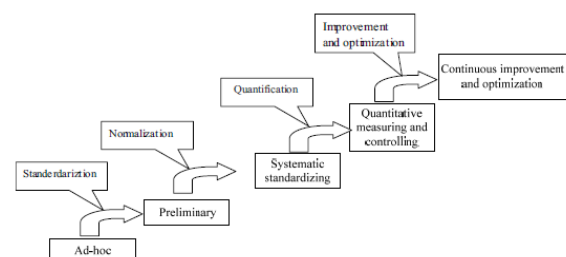 Improvement
and optimization
Continuous improvement
and optimization
Quantification
Quantitative
measuring and
controlling
Normalization
Systematic
standardizing
Standerdariztion
Preliminary
Ad-hoc